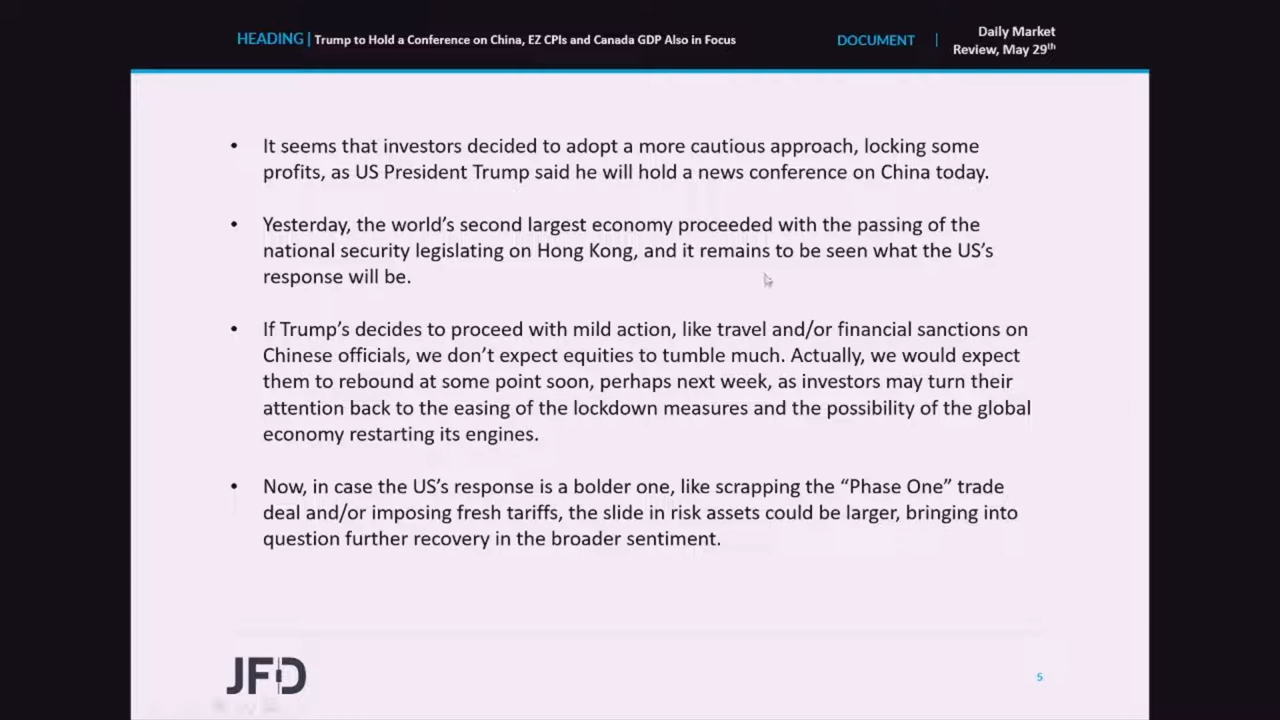 HEADING | Trump to Hold a Conference on China, EZ CPIs and Canada GDP Also in Focus
DOCUMENT |
Daily Market
Review, May 29th
• It seems that investors decided to adopt a more cautious approach, locking some
profits, as US President Trump said he will hold a news conference on China today.
• Yesterday, the world’s second largest economy proceeded with the passing of the
national security legislating on Hong Kong, and it remains to be seen what the US’s
response will be.
• If Trump’s decides to proceed with mild action, like travel and/or financial sanctions on
Chinese officials, we don’t expect equities to tumble much. Actually, we would expect
them to rebound at some point soon, perhaps next week, as investors may turn their
attention back to the easing of the lockdown measures and the possibility of the global
economy restarting its engines.
• Now, in case the US’s response is a bolder one, like scrapping the “Phase One” trade
deal and/or imposing fresh tariffs, the slide in risk assets could be larger, bringing into
question further recovery in the broader sentiment.
JFD
5